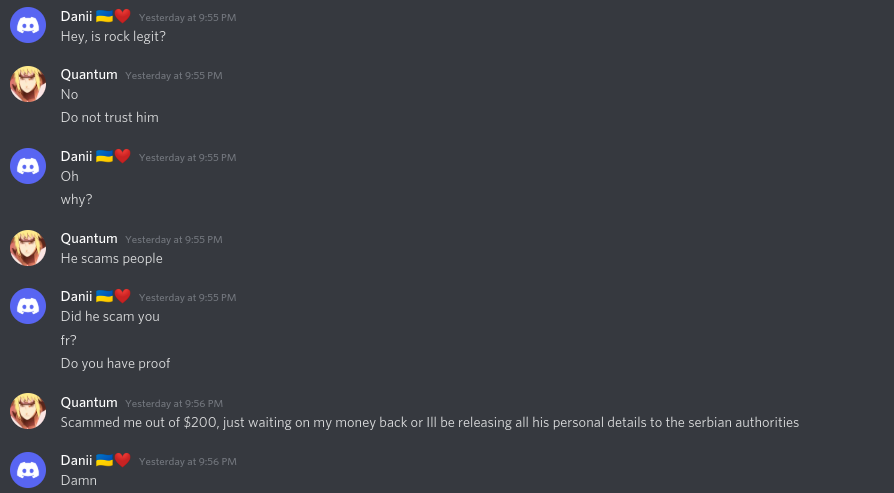 Danii 🇺🇦❤️ Yesterday at 9:55 PM
Hey, is rock legit?
Quantum Yesterday at 9:55 PM
No
Do not trust him
Danii 🇺🇦❤️ Yesterday at 9:55 PM
Oh
why?
Quantum Yesterday at 9:55 PM
He scams people
Danii 🇺🇦❤️ Yesterday at 9:55 PM
Did he scam you
fr?
Do you have proof
Quantum Yesterday at 9:56 PM
Scammed me out of $200, just waiting on my money back or Ill be releasing all his personal details to the serbian authorities
Danii 🇺🇦❤️ Yesterday at 9:56 PM
Damn